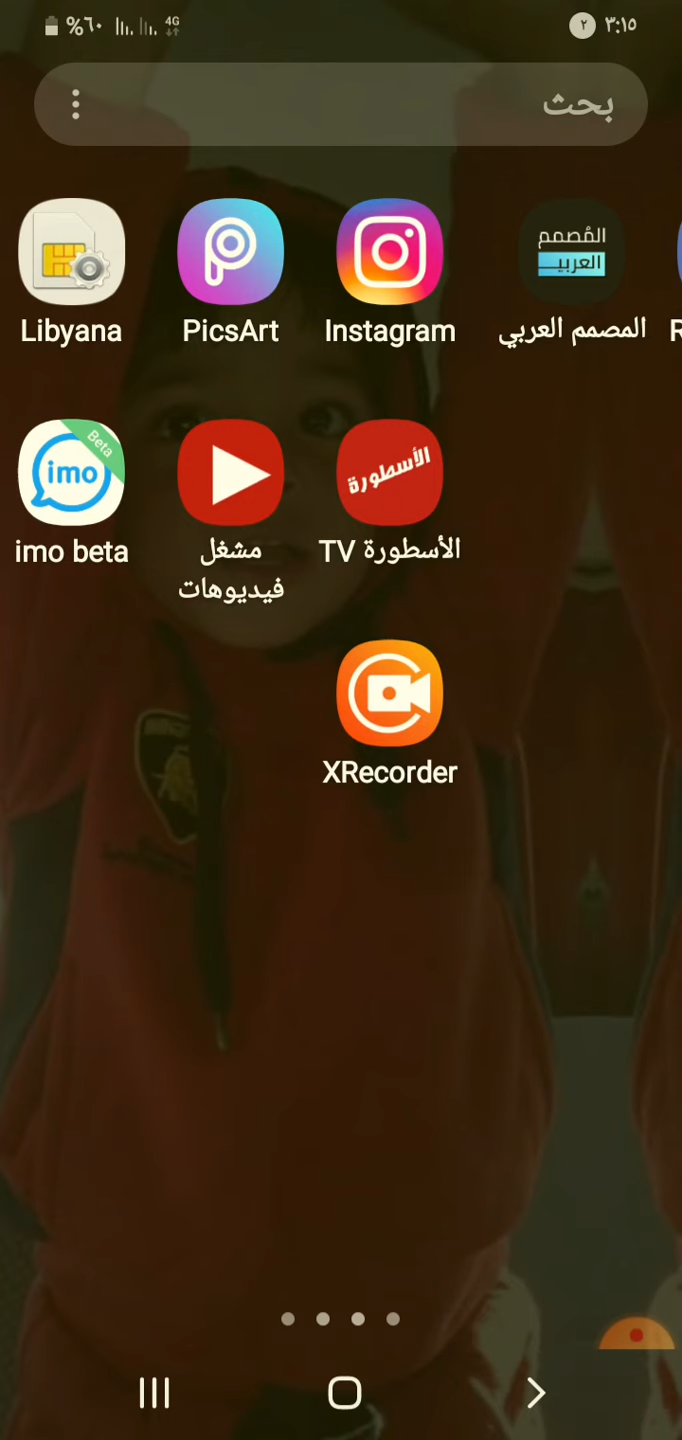 ٣:١٥ ٢ 4G %٦٠
بحث
المصمم العربيـ
المصمم العربي Instagram PicsArt Libyana
R
الأسطورة imo Beta
الأسطورة TV مشغل فيديوهات imo beta
XRecorder